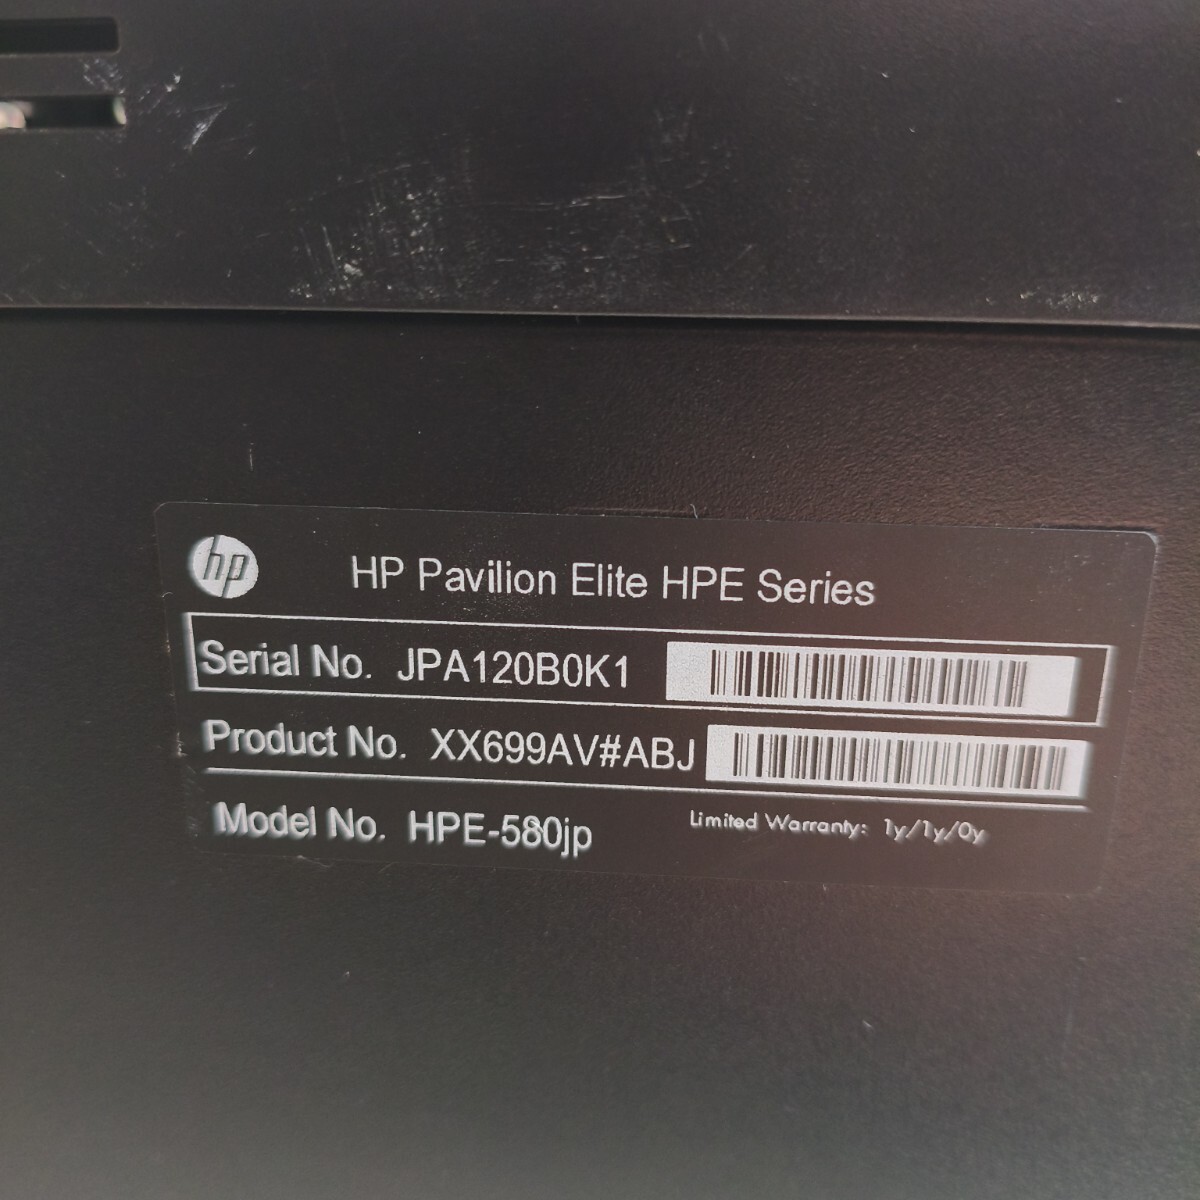 hp
HP Pavilion Elite HPE Series
Serial No. JPA120B0K1
Product No. XX699AV#ABJ
Model No. HPE-580jp
Limited Warranty: 1y/1y/0y